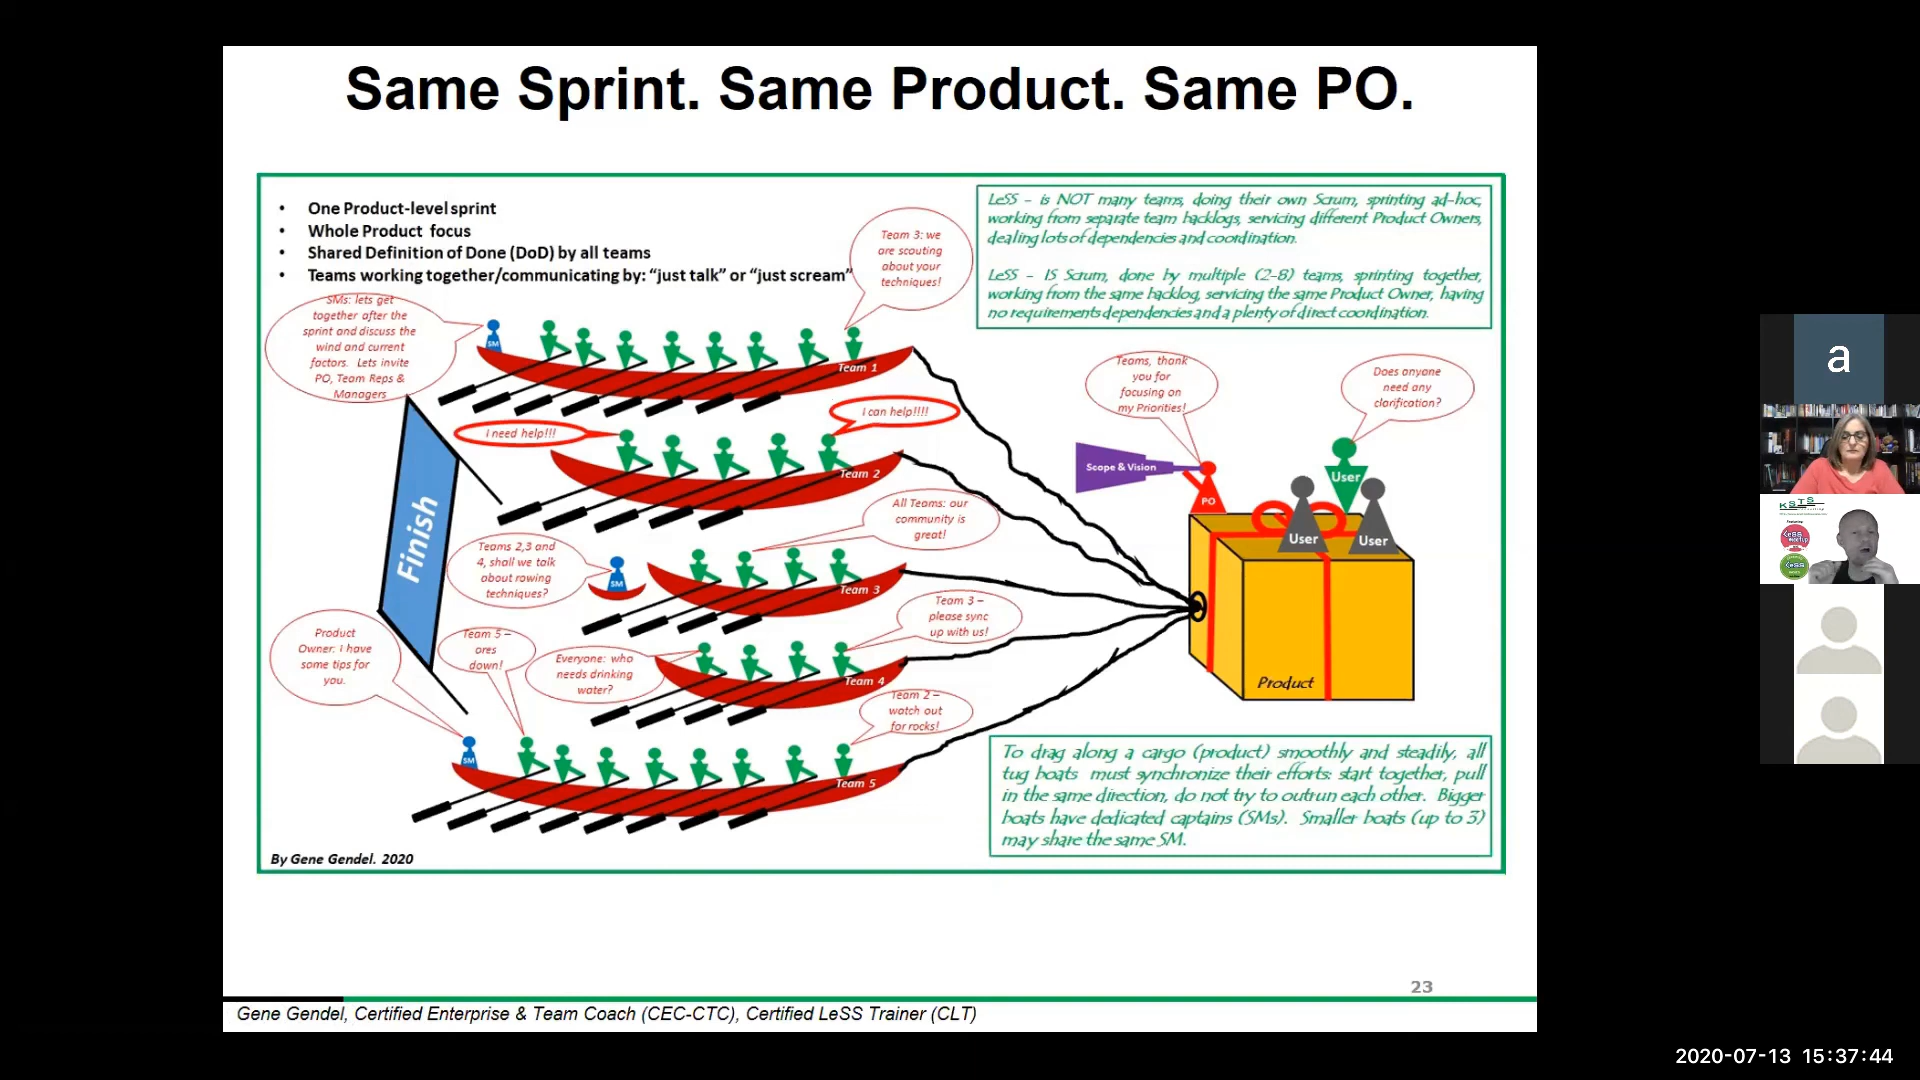 Same Sprint. Same Product. Same PO.
• One Product-level sprint
• Whole Product focus
• Shared Definition of Done (DoD) by all teams
• Teams working together/communicating by: “just talk” or “just scream”
Team 3: we
are scouting
about your
techniques!
LeSS – is NOT many teams, doing their own Scrum, sprinting ad-hoc,
working from separate team backlogs, servicing different Product Owners,
dealing lots of dependencies and coordination.
LeSS – IS Scrum, done by multiple (2-8) teams, sprinting together,
working from the same backlog, servicing the same Product Owner, having
no requirements dependencies and a plenty of direct coordination.
SMs: lets get
together after the
sprint and discuss the
wind and current
factors. Lets invite
PO, Team Reps &
Managers
SM
Team 1
Teams, thank
you for
focusing on
my Priorities!
Does anyone
need any
clarification?
I need help!!!
I can help!!!!
Team 2
Scope & Vision
PO
User
User
User
Finish
All Teams: our
community is
great!
Teams 2,3 and
4, shall we talk
about rowing
techniques?
SM
Team 3
Team 3 –
please sync
up with us!
Product
Owner: I have
some tips for
you.
Team 5 –
ores
down!
Everyone: who
needs drinking
water?
Team 4
Product
Team 2 –
watch out
for rocks!
SM
Team 5
To drag along a cargo (product) smoothly and steadily, all
tug boats must synchronize their efforts: start together, pull
in the same direction, do not try to outrun each other. Bigger
boats have dedicated captains (SMs). Smaller boats (up to 3)
may share the same SM.
By Gene Gendel. 2020
23
Gene Gendel, Certified Enterprise & Team Coach (CEC-CTC), Certified LeSS Trainer (CLT)
a
KSTS
LeSS
LeSS
2020-07-13 15:37:44